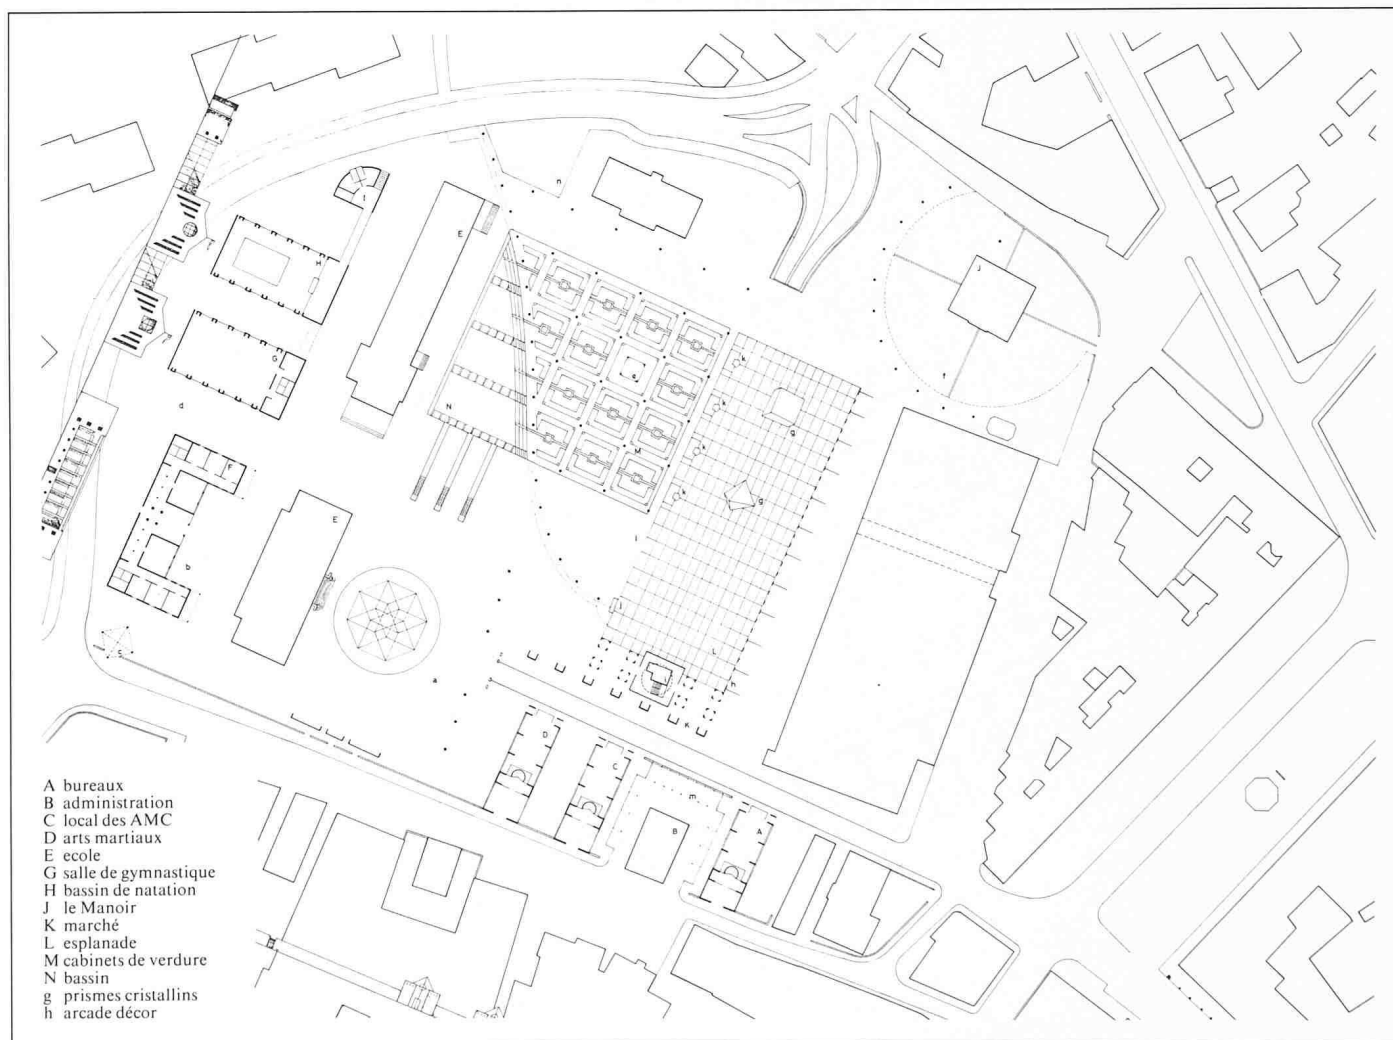 n
E
H
G
J
f
k
e
k
g
N
M
k
d
F
k
g
E
l
b
L
c
h
a
K
D
C
m
B
A
A bureaux
B administration
C local des AMC
D arts martiaux
E ecole
G salle de gymnastique
H bassin de natation
J le Manoir
K marché
L esplanade
M cabinets de verdure
N bassin
g prismes cristallins
h arcade décor